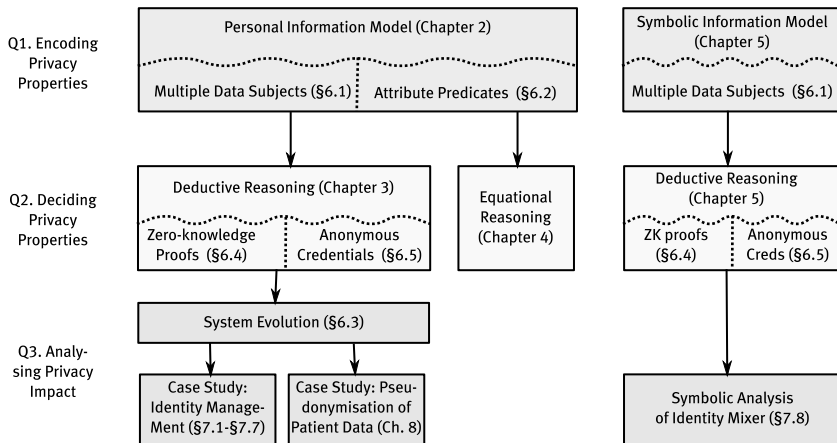 Q1. Encoding
Privacy
Properties
Personal Information Model (Chapter 2)
Multiple Data Subjects (§6.1)
Attribute Predicates (§6.2)
Symbolic Information Model
(Chapter 5)
Multiple Data Subjects (§6.1)
Q2. Deciding
Privacy
Properties
Deductive Reasoning (Chapter 3)
Zero-knowledge
Proofs (§6.4)
Anonymous
Credentials (§6.5)
Equational
Reasoning
(Chapter 4)
Deductive Reasoning
(Chapter 5)
ZK proofs
(§6.4)
Anonymous
Creds (§6.5)
Q3. Analy-
sing Privacy
Impact
System Evolution (§6.3)
Case Study:
Identity Manage-
ment (§7.1-§7.7)
Case Study: Pseu-
donymisation of
Patient Data (Ch. 8)
Symbolic Analysis
of Identity Mixer (§7.8)